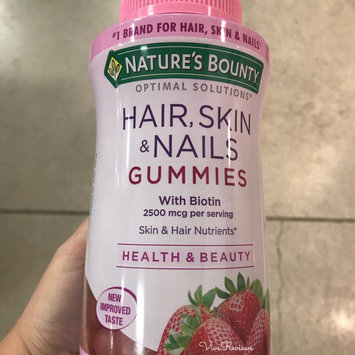 #1 BRAND FOR HAIR, SKIN & NAILS
NATURE'S BOUNTY
OPTIMAL SOLUTIONS®
HAIR, SKIN
& NAILS
GUMMIES
With Biotin
2500 mcg per serving
Skin & Hair Nutrients*
HEALTH & BEAUTY
NEW
IMPROVED
TASTE
ViviReviews